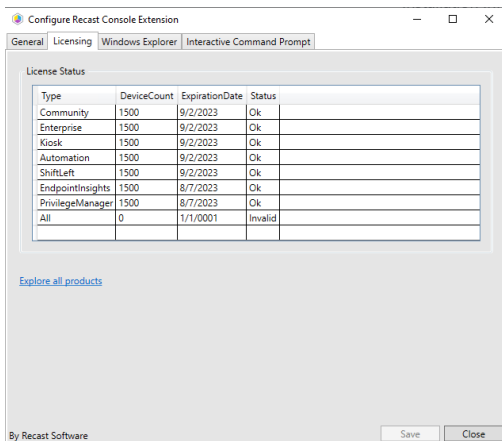 Configure Recast Console Extension
General Licensing Windows Explorer Interactive Command Prompt
License Status
Type DeviceCount ExpirationDate Status
Community 1500 9/2/2023 Ok
Enterprise 1500 9/2/2023 Ok
Kiosk 1500 9/2/2023 Ok
Automation 1500 9/2/2023 Ok
ShiftLeft 1500 9/2/2023 Ok
EndpointInsights 1500 8/7/2023 Ok
PrivilegeManager 1500 8/7/2023 Ok
All 0 1/1/0001 Invalid
Explore all products
By Recast Software Save Close